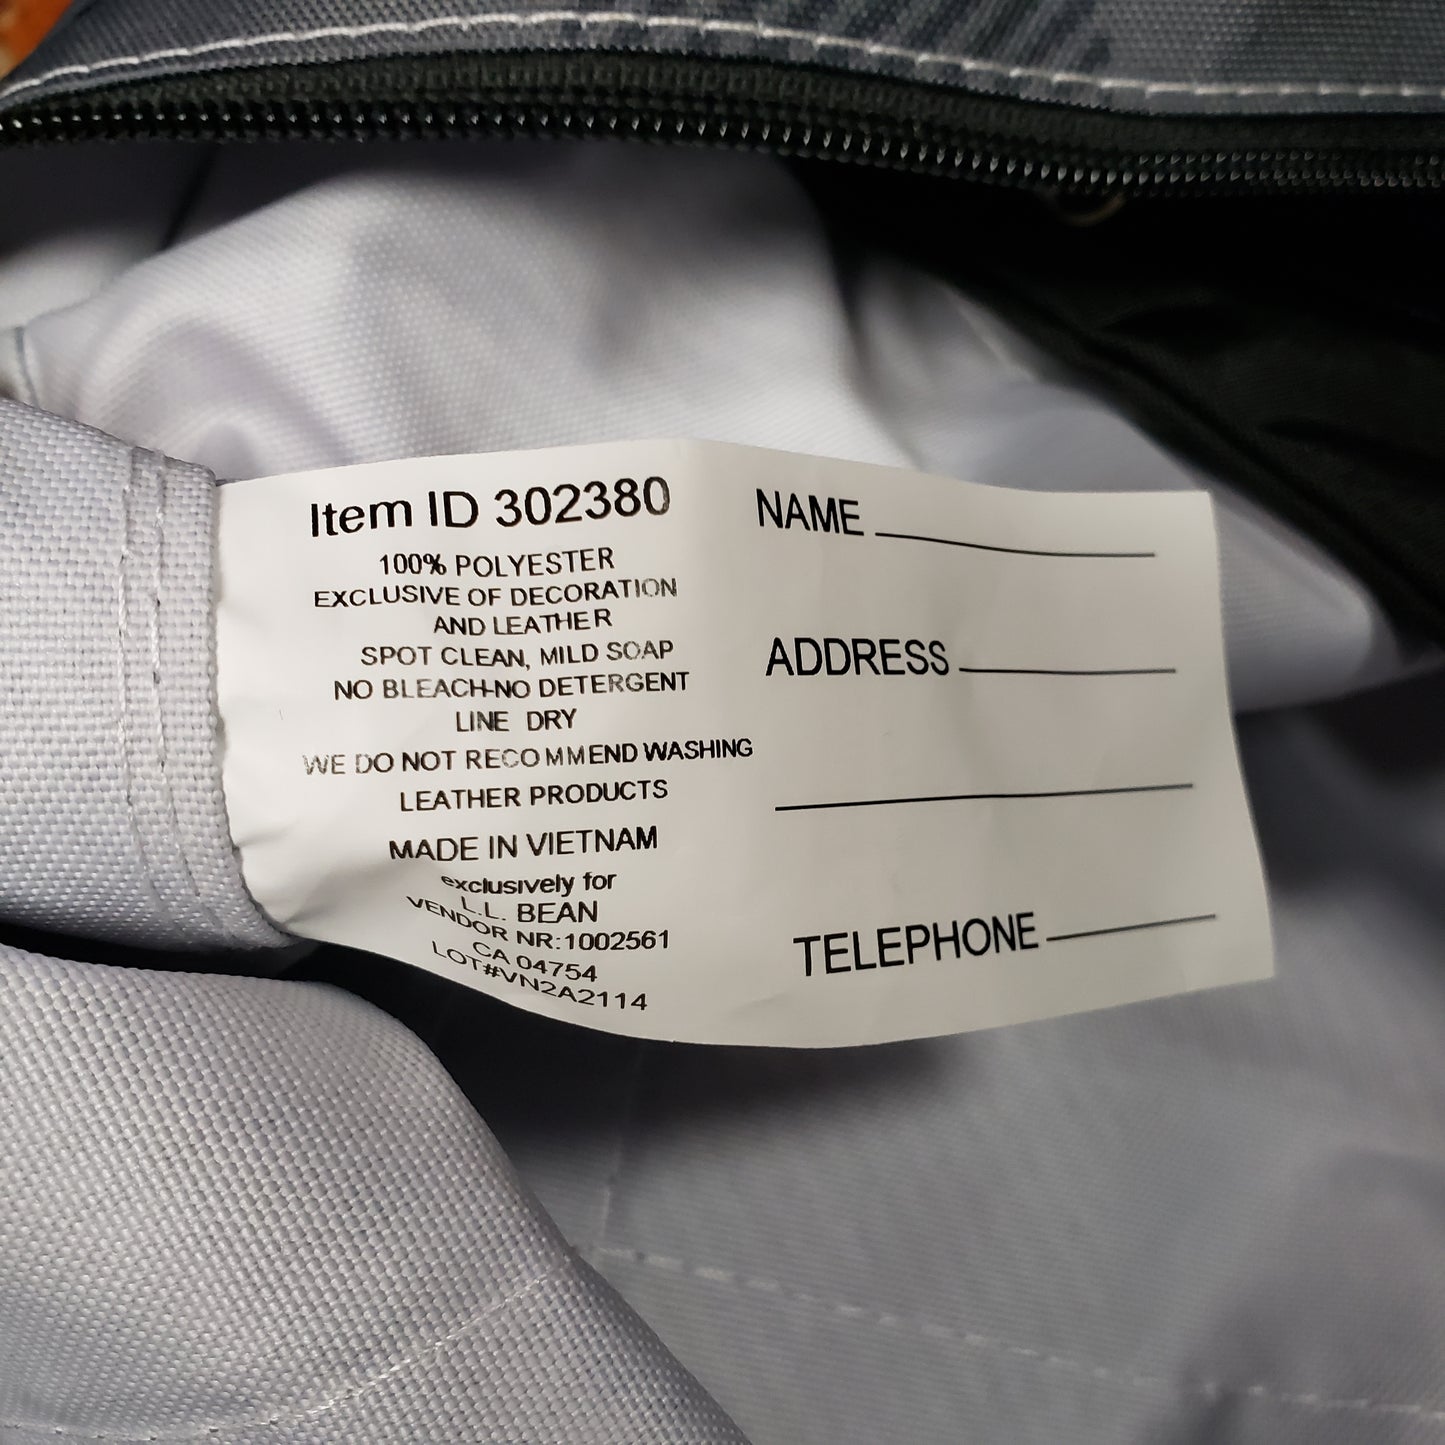 Item ID 302380
100% POLYESTER
EXCLUSIVE OF DECORATION
AND LEATHER
SPOT CLEAN, MILD SOAP
NO BLEACH-NO DETERGENT
LINE DRY
WE DO NOT RECOMMEND WASHING
LEATHER PRODUCTS
MADE IN VIETNAM
exclusively for
L.L. BEAN
VENDOR NR:1002561
CA 04754
LOT#VN2A2114
NAME
ADDRESS
TELEPHONE